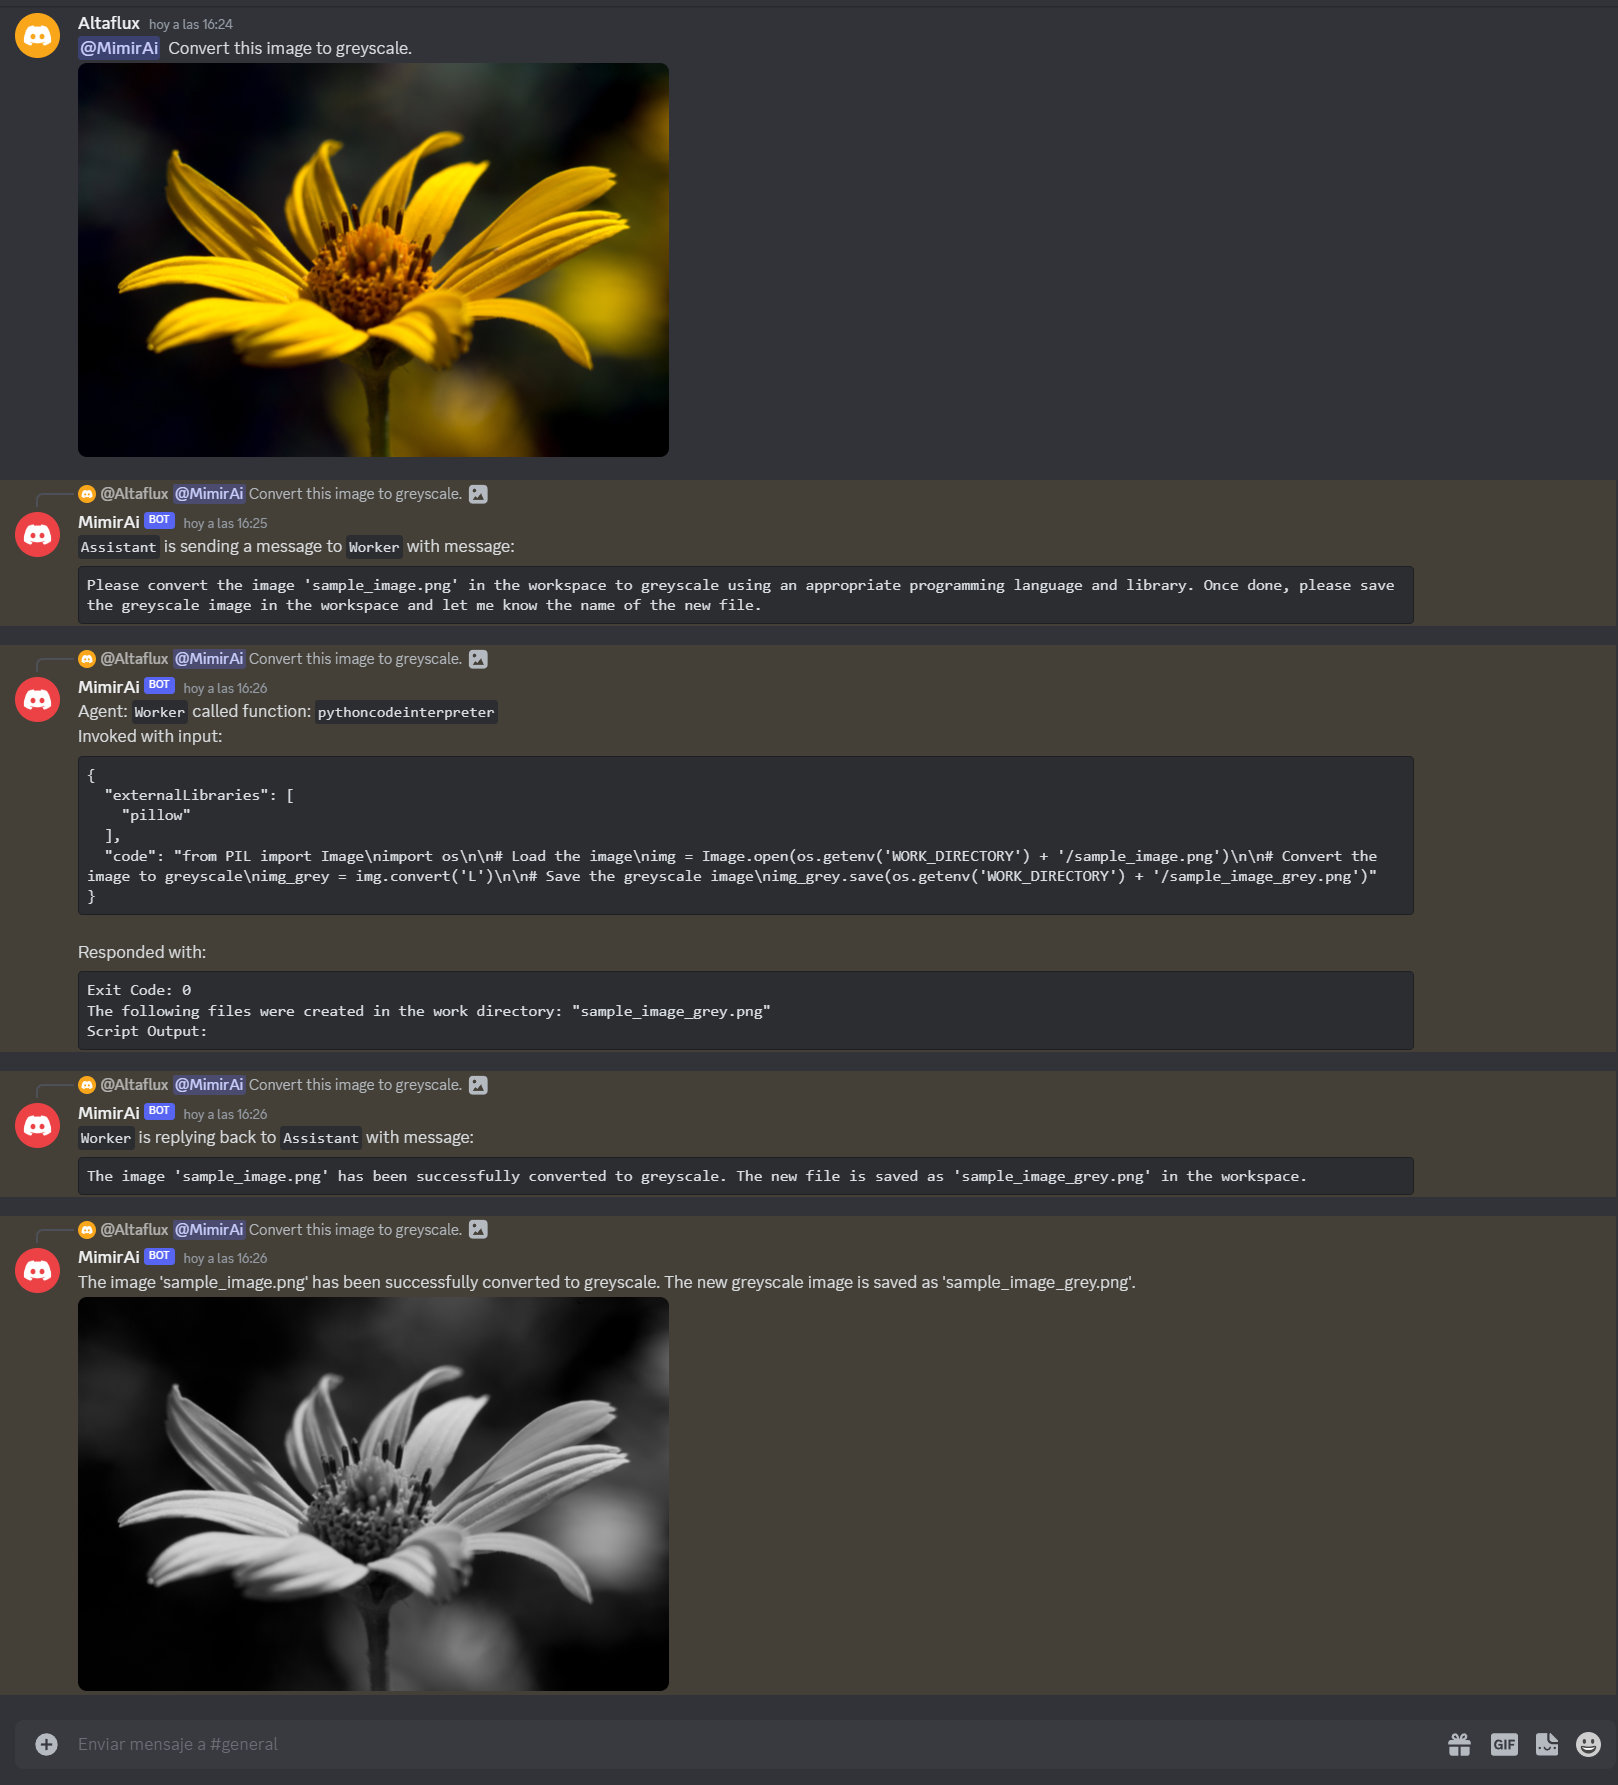 Altaflux hoy a las 16:24
@MimirAi Convert this image to greyscale.
@Altaflux @MimirAi Convert this image to greyscale.
MimirAi BOT hoy a las 16:25
Assistant is sending a message to Worker with message:
Please convert the image 'sample_image.png' in the workspace to greyscale using an appropriate programming language and library. Once done, please save
the greyscale image in the workspace and let me know the name of the new file.
@Altaflux @MimirAi Convert this image to greyscale.
MimirAi BOT hoy a las 16:26
Agent: Worker called function: pythoncodeinterpreter
Invoked with input:
{
  "externalLibraries": [
    "pillow"
  ],
  "code": "from PIL import Image\nimport os\n\n# Load the image\nimg = Image.open(os.getenv('WORK_DIRECTORY') + '/sample_image.png')\n\n# Convert the
image to greyscale\nimg_grey = img.convert('L')\n\n# Save the greyscale image\nimg_grey.save(os.getenv('WORK_DIRECTORY') + '/sample_image_grey.png')"
}
Responded with:
Exit Code: 0
The following files were created in the work directory: "sample_image_grey.png"
Script Output:
@Altaflux @MimirAi Convert this image to greyscale.
MimirAi BOT hoy a las 16:26
Worker is replying back to Assistant with message:
The image 'sample_image.png' has been successfully converted to greyscale. The new file is saved as 'sample_image_grey.png' in the workspace.
@Altaflux @MimirAi Convert this image to greyscale.
MimirAi BOT hoy a las 16:26
The image 'sample_image.png' has been successfully converted to greyscale. The new greyscale image is saved as 'sample_image_grey.png'.
Enviar mensaje a #general
GIF